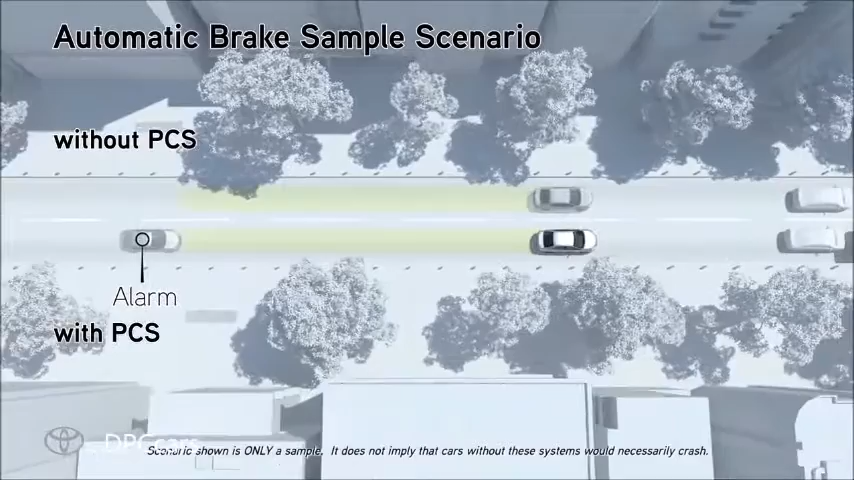 Automatic Brake Sample Scenario
without PCS
Alarm
with PCS
DPCcars
Scenario shown is ONLY a sample. It does not imply that cars without these systems would necessarily crash.